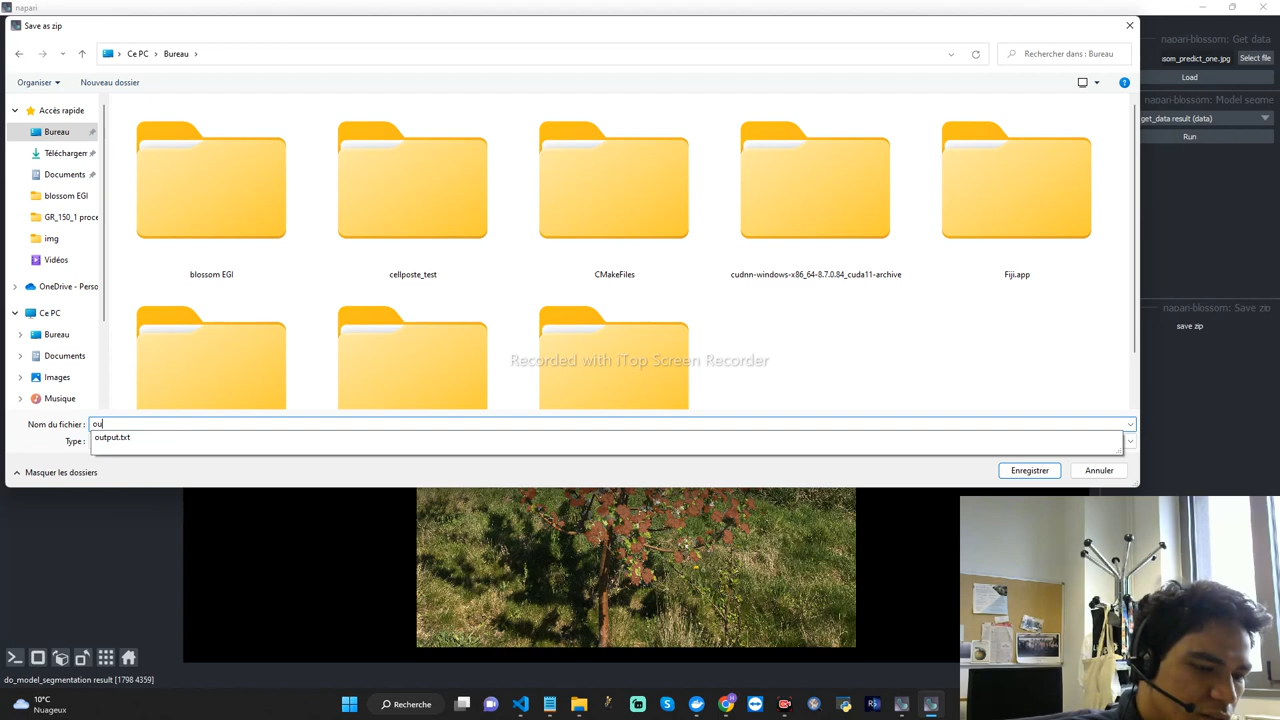 napari
Save as zip
Ce PC
Bureau
Rechercher dans : Bureau
Organiser
Nouveau dossier
Accès rapide
Bureau
Téléchargen
Documents
blossom EGI
GR_150_1 proce
img
Vidéos
OneDrive - Perso
Ce PC
Bureau
Documents
Images
Musique
blossom EGI
cellposte_test
CMakeFiles
cudnn-windows-x86_64-8.7.0.84_cuda11-archive
Fiji.app
Recorded with iTop Screen Recorder
Nom du fichier : ou
output.txt
Type :
Masquer les dossiers
Enregistrer
Annuler
napari-blossom: Get data
som_predict_one.jpg
Select file
Load
napari-blossom: Model segme
get_data result (data)
Run
napari-blossom: Save zip
save zip
do_model_segmentation result [1798 4359]
10°C
Nuageux
Recherche